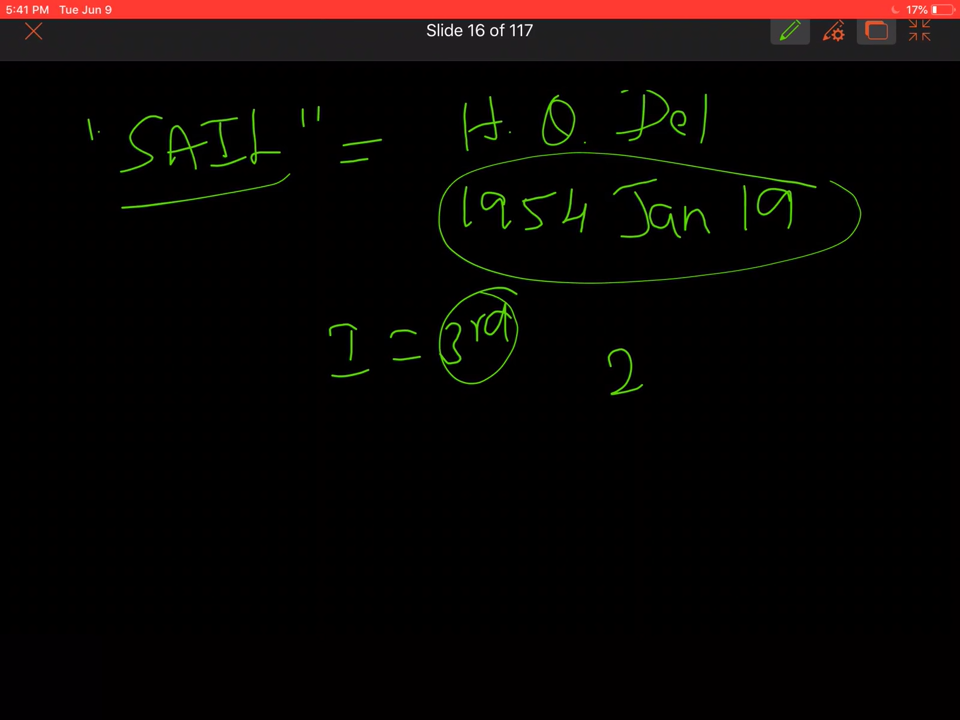 5:41 PM Tue Jun 9 17%
Slide 16 of 117
"SAIL" = H.O. Del
1954 Jan 19
I = 3rd
2